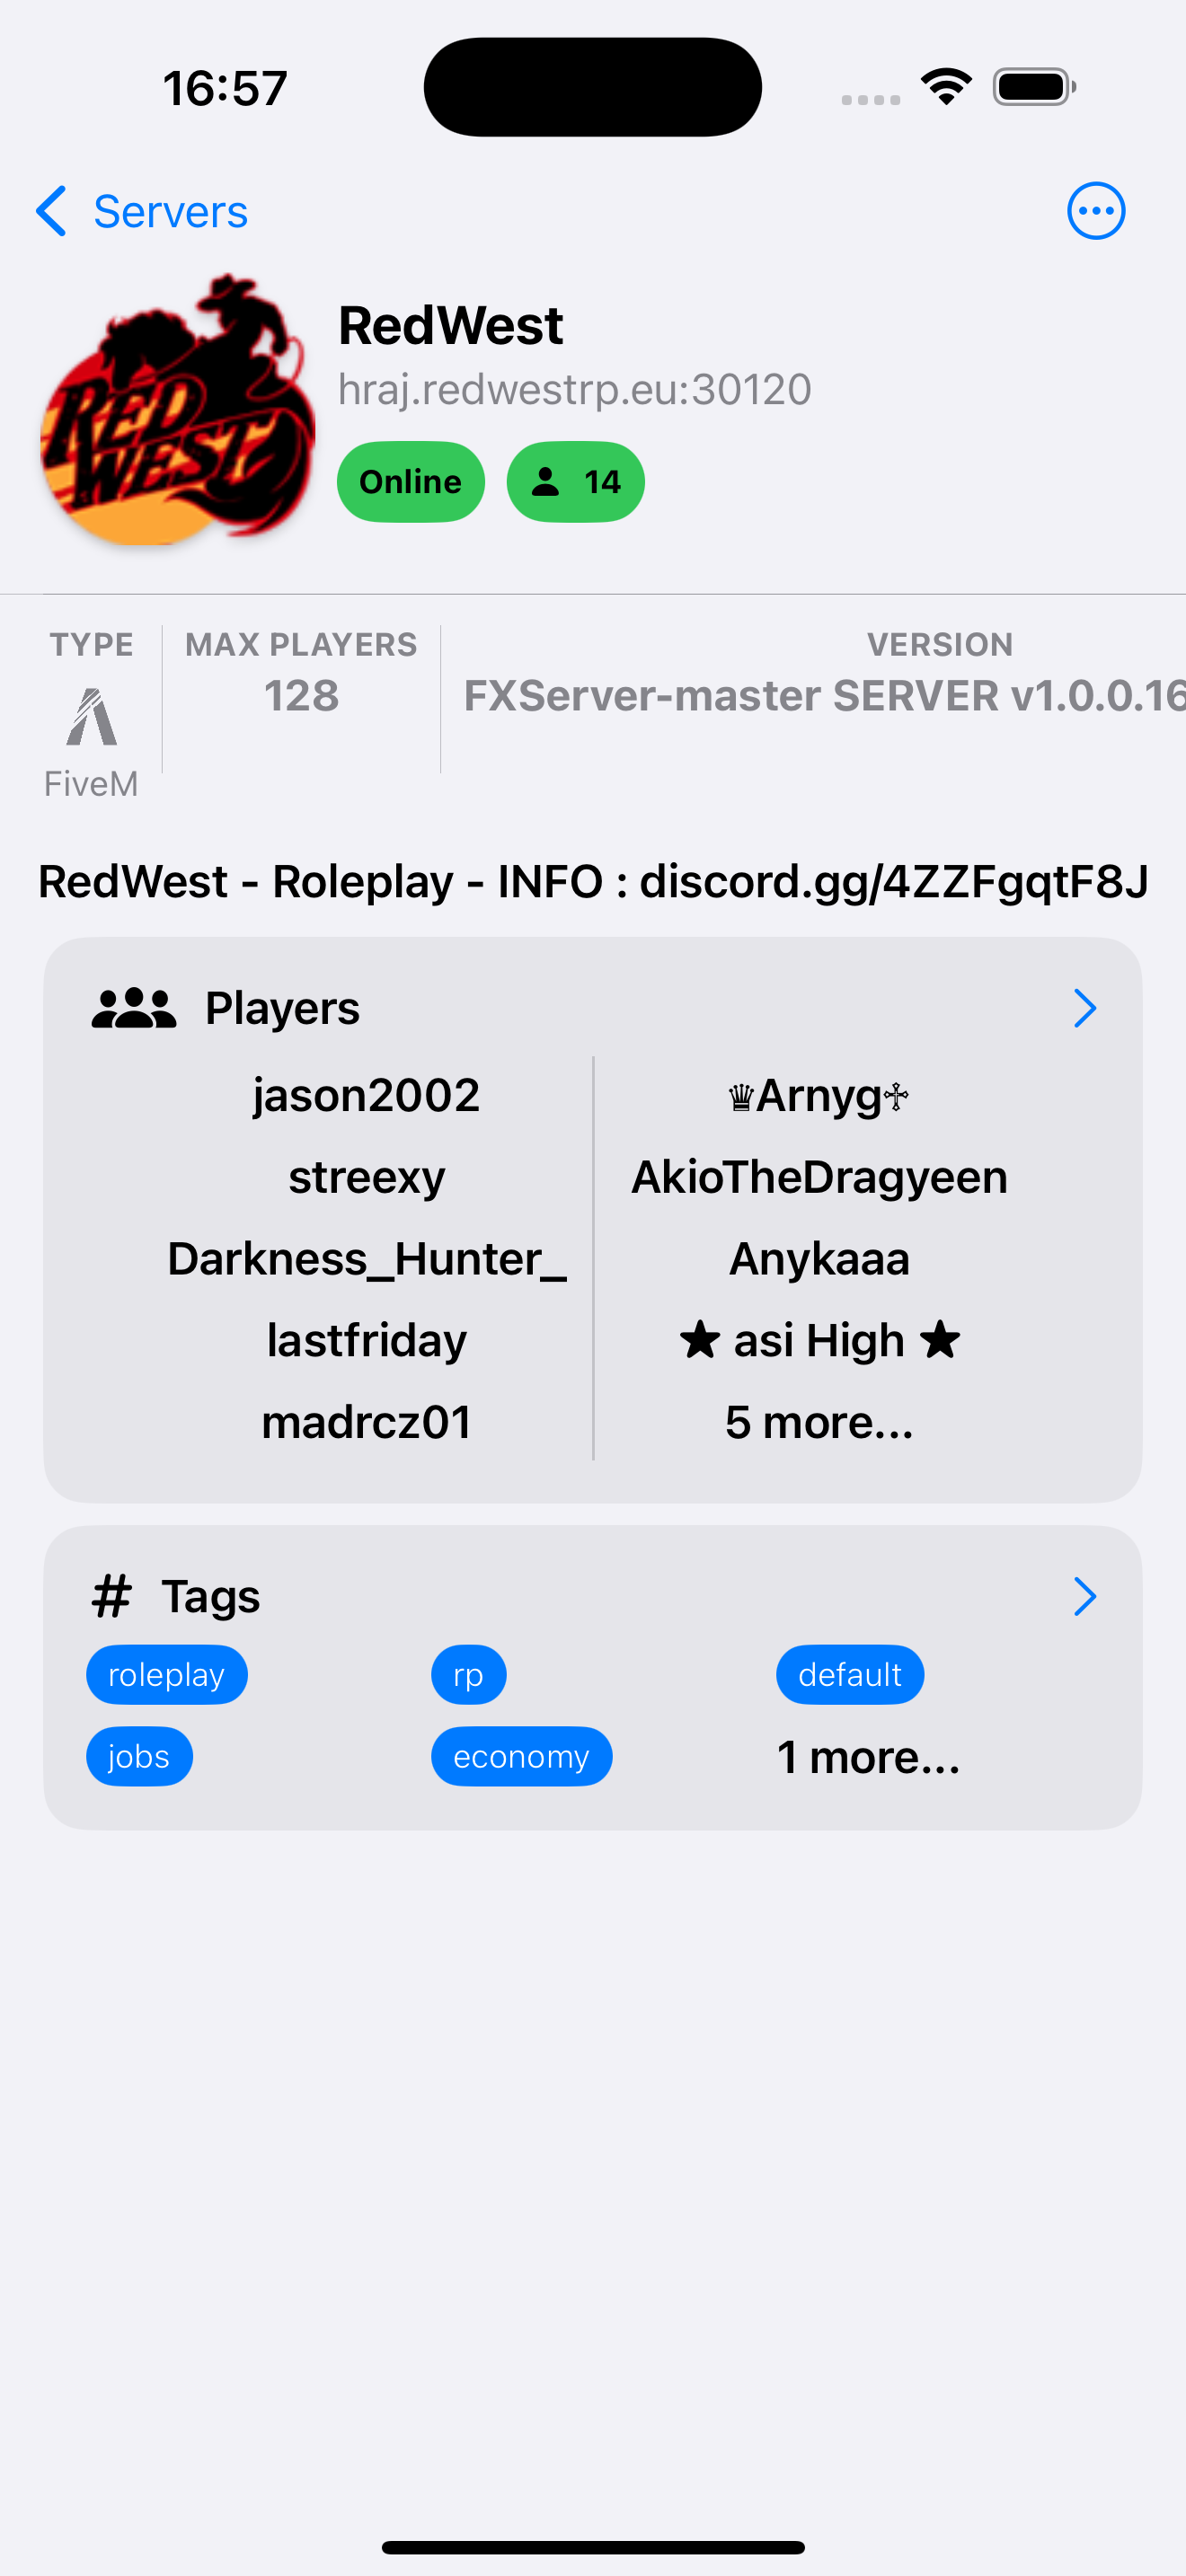 16:57
Servers
RED
WEST
RedWest
hraj.redwestrp.eu:30120
Online
14
TYPE
MAX PLAYERS
VERSION
128
FXServer-master SERVER v1.0.0.16
FiveM
RedWest - Roleplay - INFO : discord.gg/4ZZFgqtF8J
Players
jason2002
♛Arnyg♱
streexy
AkioTheDragyeen
Darkness_Hunter_
Anykaaa
lastfriday
★ asi High ★
madrcz01
5 more...
# Tags
roleplay
rp
default
jobs
economy
1 more...